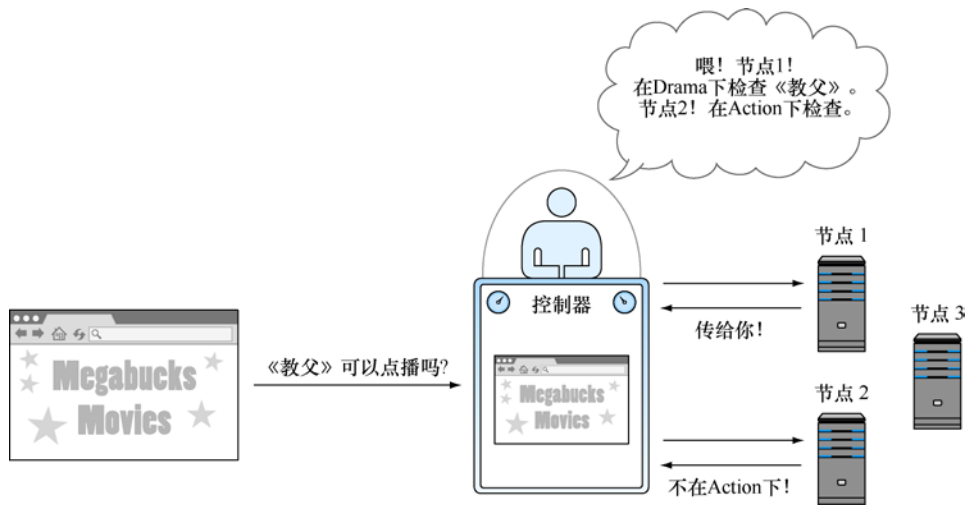 喂！节点1！
在Drama下检查《教父》。
节点2！在Action下检查。
节点 1
控制器
传给你！
节点 3
Megabucks
Movies
《教父》可以点播吗？
Megabucks
Movies
节点 2
不在Action下！